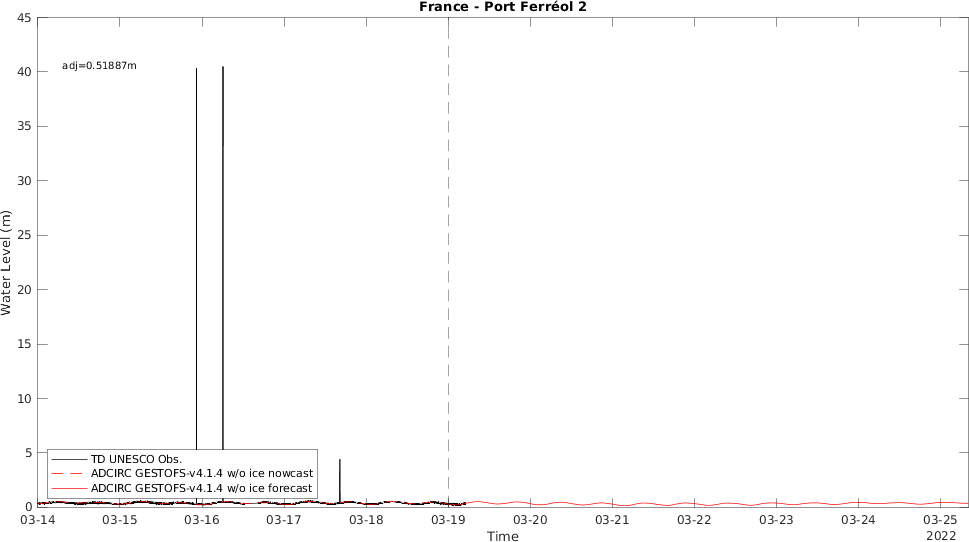 France - Port Ferréol 2
adj=0.51887m
Water Level (m)
45
40
35
30
25
20
15
10
5
0
TD UNESCO Obs.
ADCIRC GESTOFS-v4.1.4 w/o ice nowcast
ADCIRC GESTOFS-v4.1.4 w/o ice forecast
03-14 03-15 03-16 03-17 03-18 03-19 03-20 03-21 03-22 03-23 03-24 03-25
2022
Time